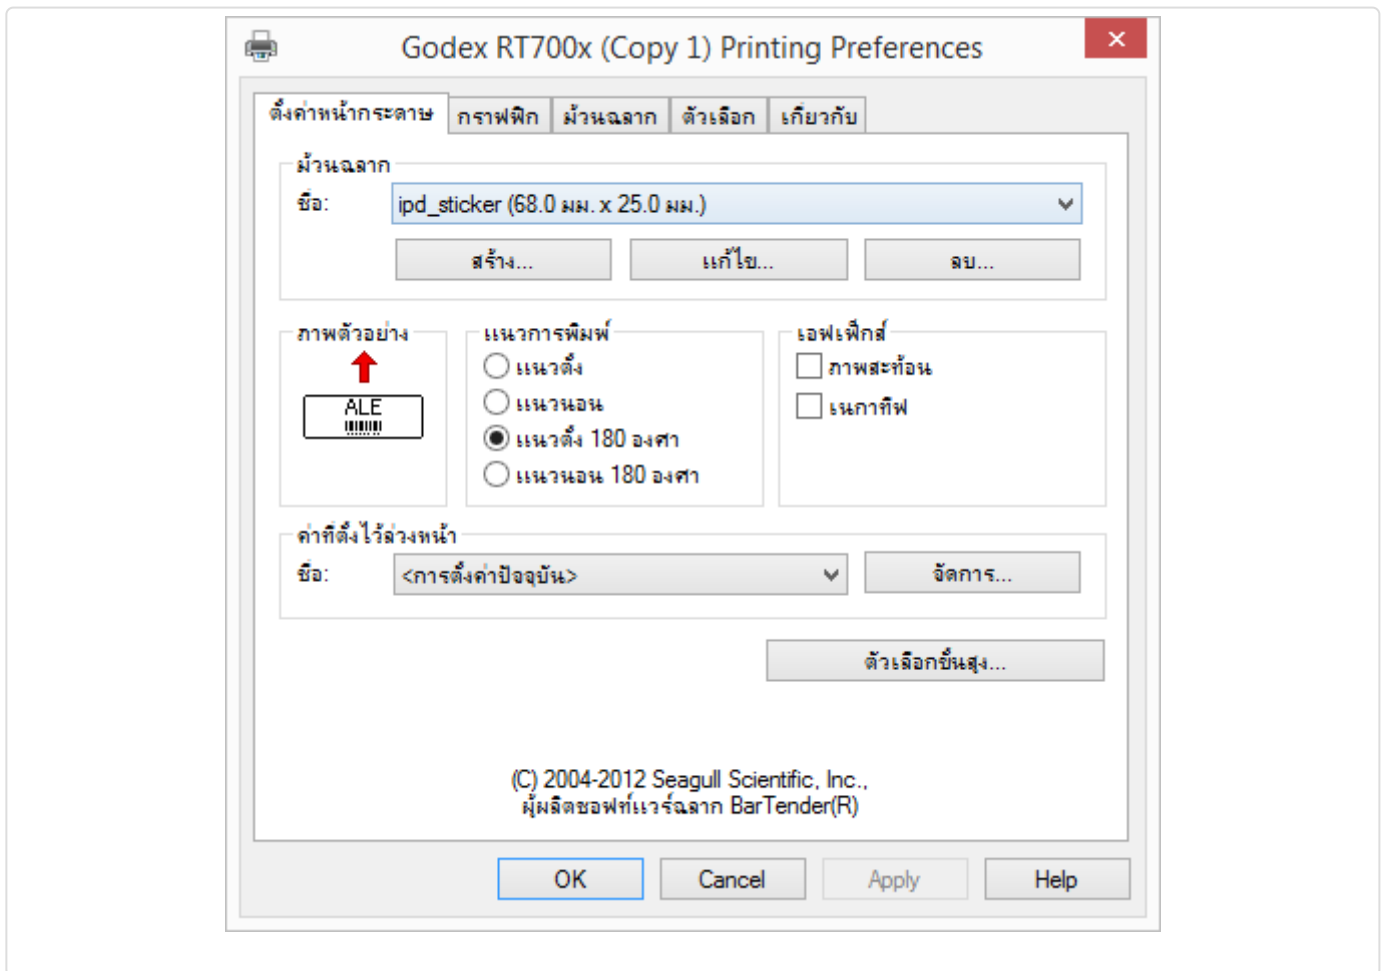 Godex RT700x (Copy 1) Printing Preferences
ตั้งค่าหน้ากระดาษ กราฟฟิก ม้วนฉลาก ตัวเลือก เกี่ยวกับ
ม้วนฉลาก
ชื่อ: ipd_sticker (68.0 มม. x 25.0 มม.)
สร้าง... แก้ไข... ลบ...
ภาพตัวอย่าง แนวการพิมพ์ เอฟเฟ็กส์
แนวตั้ง ภาพสะท้อน
ALE แนวนอน เนกาทีฟ
แนวตั้ง 180 องศา
แนวนอน 180 องศา
ค่าที่ตั้งไว้ล่วงหน้า
ชื่อ: <การตั้งค่าปัจจุบัน> จัดการ...
ตัวเลือกขั้นสูง...
(C) 2004-2012 Seagull Scientific, Inc.,
ผู้ผลิตซอฟท์แวร์ฉลาก BarTender(R)
OK Cancel Apply Help